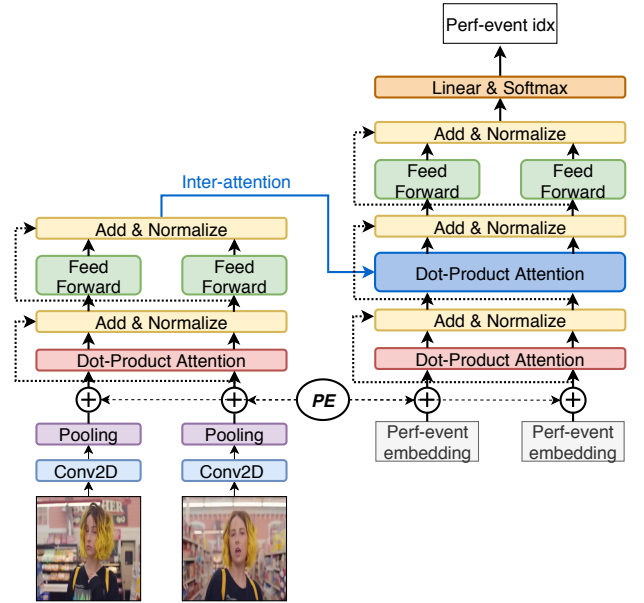 Perf-event idx
Linear & Softmax
Add & Normalize
Feed
Forward
Feed
Forward
Inter-attention
Add & Normalize
Add & Normalize
Feed
Forward
Feed
Forward
Dot-Product Attention
Add & Normalize
Add & Normalize
Dot-Product Attention
Dot-Product Attention
PE
Pooling
Pooling
Perf-event
embedding
Perf-event
embedding
Conv2D
Conv2D